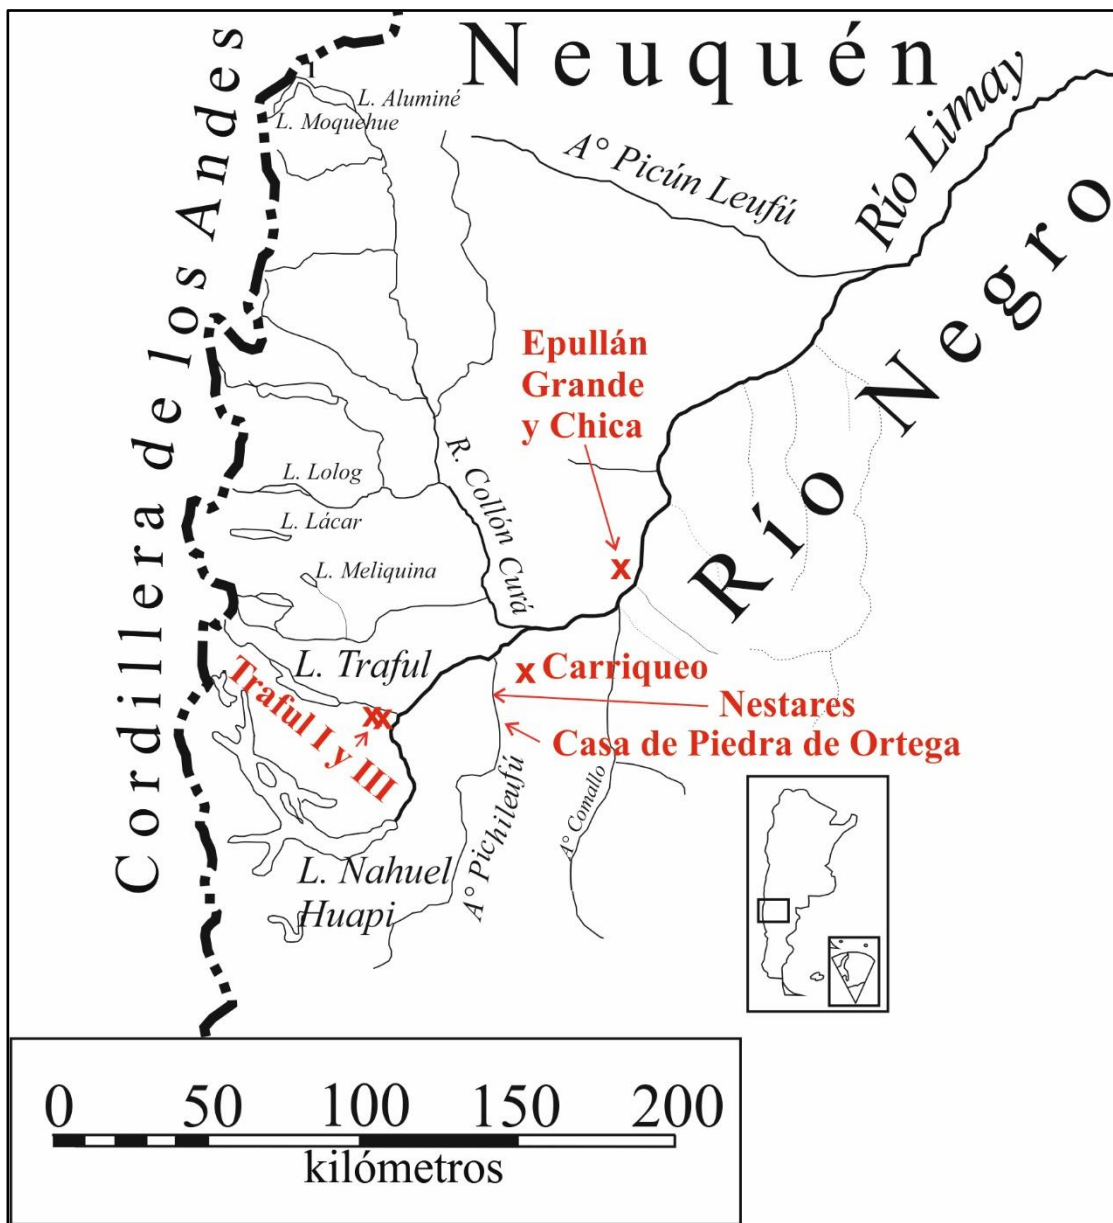 Neuquén
Cordillera de los Andes
L. Aluminé
L. Moquehue
A° Picún Leufú
Río Limay
Río Negro
Epullán
Grande
y Chica
R. Collón Curá
L. Lolog
L. Lácar
L. Meliquina
L. Traful
x Carriqueo
Traful I y III
Nestares
Casa de Piedra de Ortega
A° Pichileufú
A° Comallo
L. Nahuel
Huapi
0 50 100 150 200
kilómetros